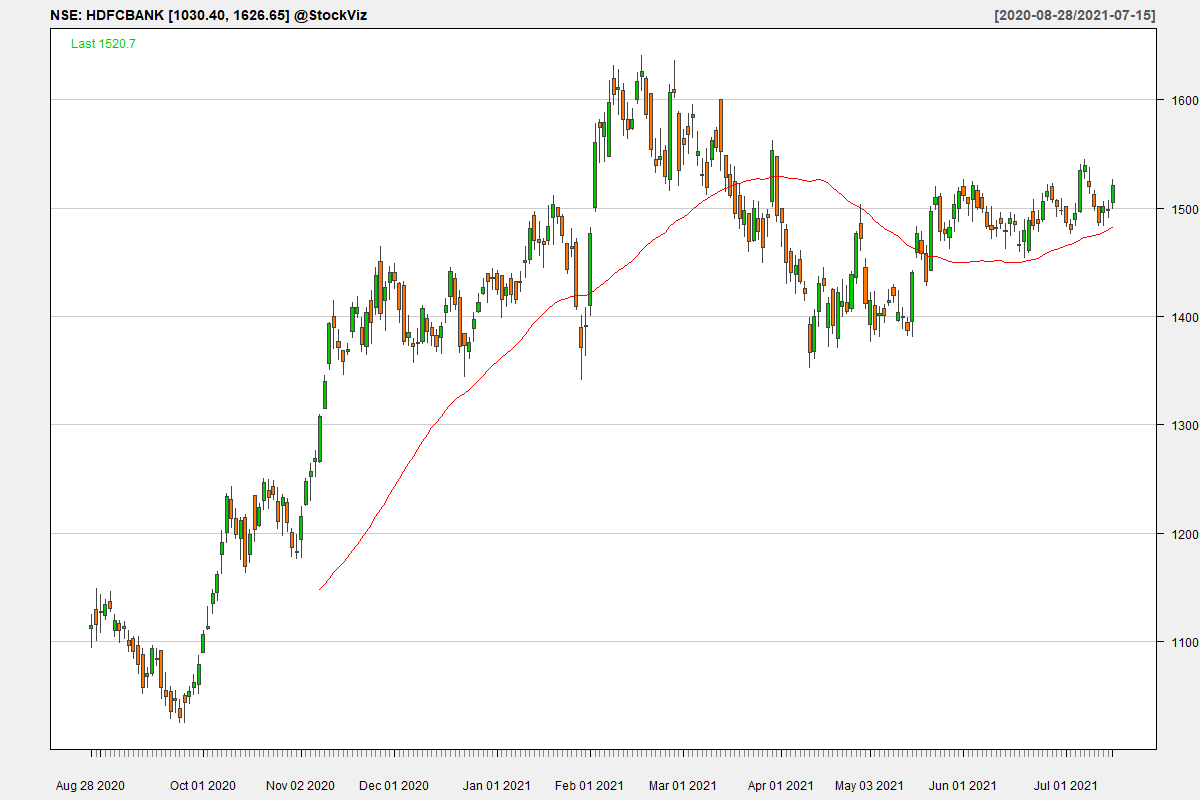 NSE: HDFCBANK [1030.40, 1626.65] @StockViz [2020-08-28/2021-07-15]
Last 1520.7
1600
1500
1400
1300
1200
1100
Aug 28 2020 Oct 01 2020 Nov 02 2020 Dec 01 2020 Jan 01 2021 Feb 01 2021 Mar 01 2021 Apr 01 2021 May 03 2021 Jun 01 2021 Jul 01 2021